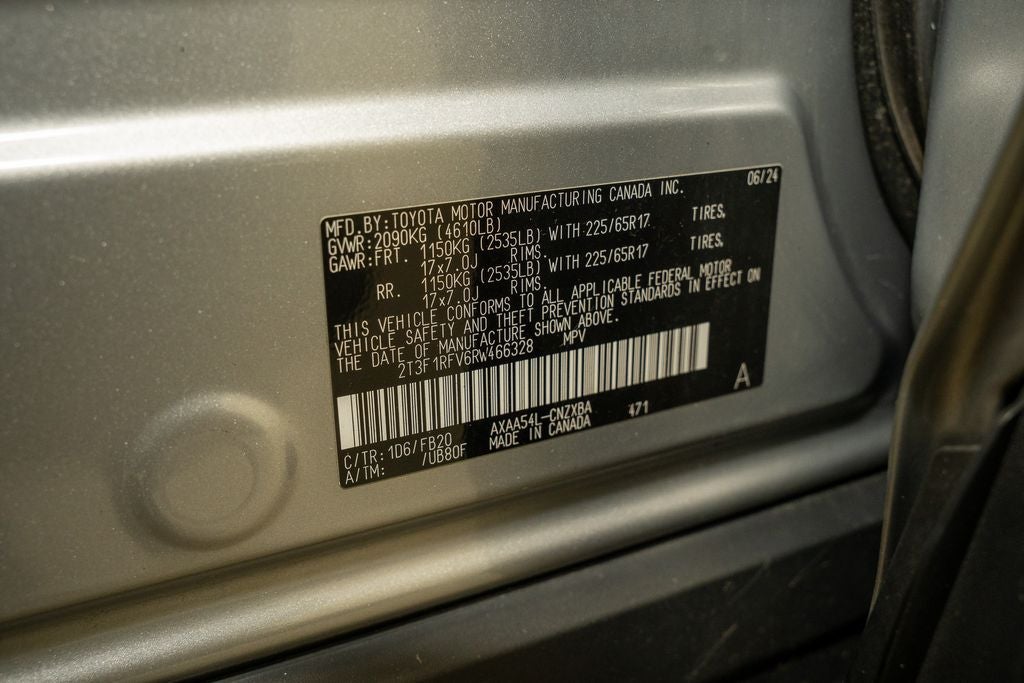 06/24
MFD.BY:TOYOTA MOTOR MANUFACTURING CANADA INC.
GVWR:2090KG (4610LB)
GAWR:FRT. 1150KG (2535LB) WITH 225/65R17 TIRES,
17x7.0J RIMS.
RR. 1150KG (2535LB) WITH 225/65R17 TIRES,
17x7.0J RIMS.
THIS VEHICLE CONFORMS TO ALL APPLICABLE FEDERAL MOTOR
VEHICLE SAFETY AND THEFT PREVENTION STANDARDS IN EFFECT ON
THE DATE OF MANUFACTURE SHOWN ABOVE.
2T3F1RFV6RW466328 MPV
A
C/TR:1D6/FB20 AXAA54L-CNZXBA 471
A/TM: /UB80F MADE IN CANADA